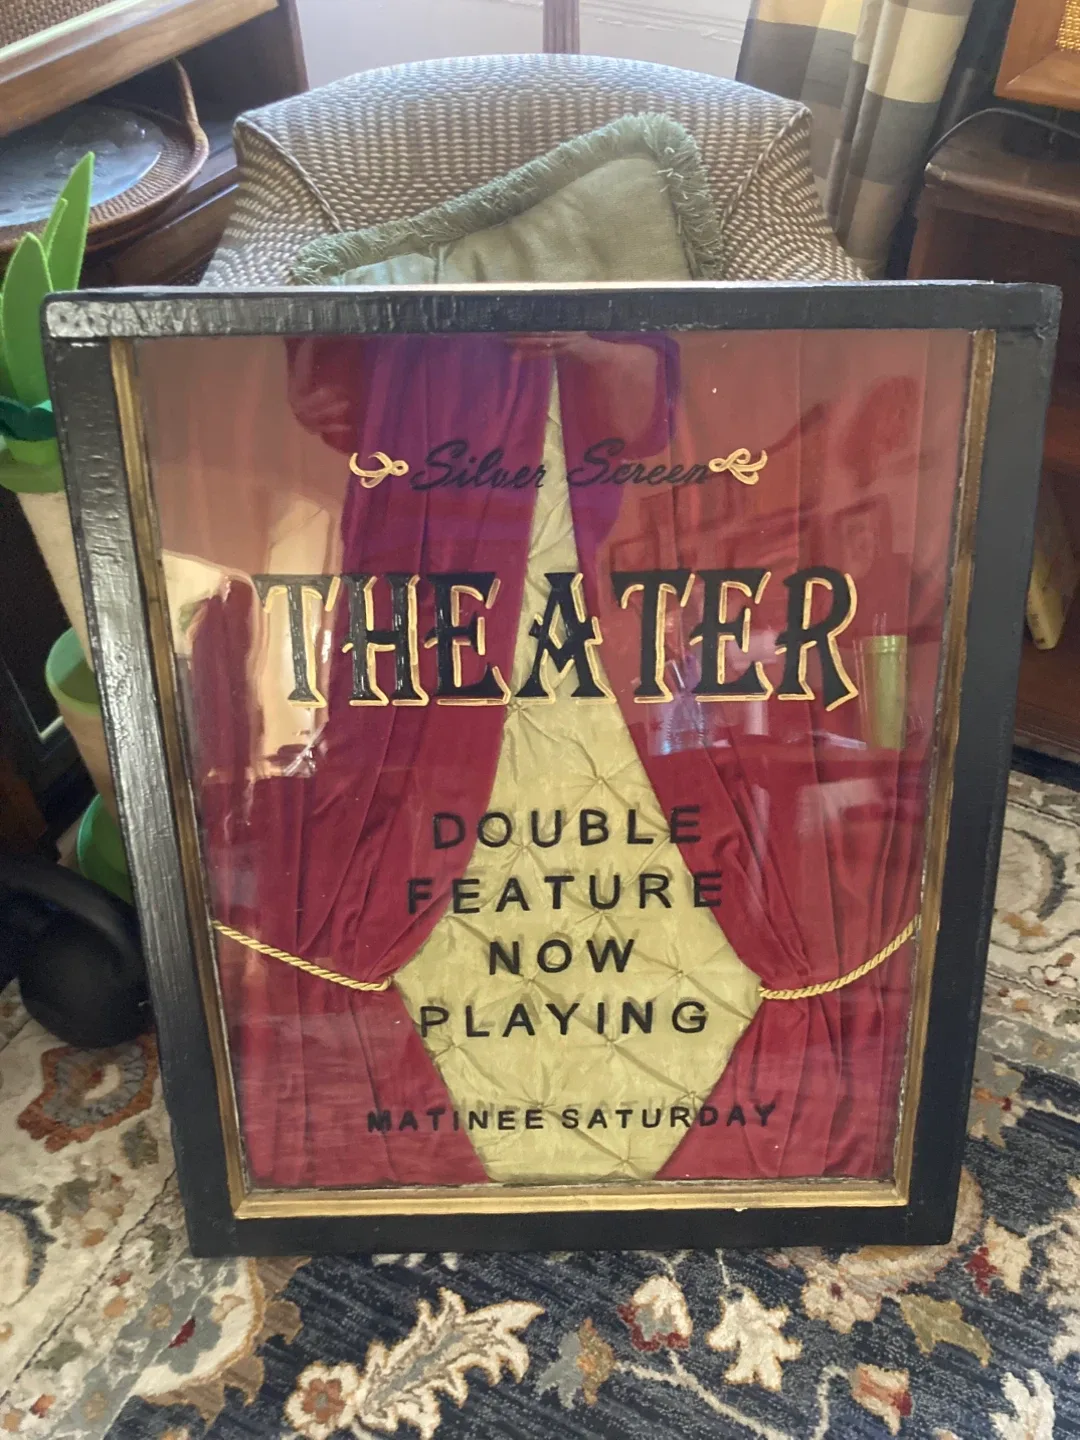 Silver Screen
THEATER
DOUBLE
FEATURE
NOW
PLAYING
MATINEE SATURDAY